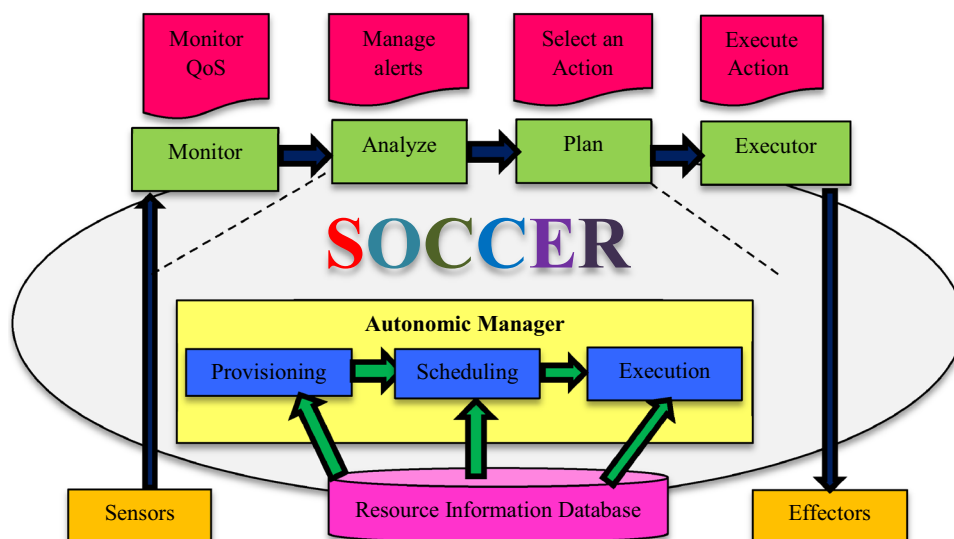 Monitor
QoS
Manage
alerts
Select an
Action
Execute
Action
Monitor
Analyze
Plan
Executor
SOCCER
Autonomic Manager
Provisioning
Scheduling
Execution
Sensors
Resource Information Database
Effectors